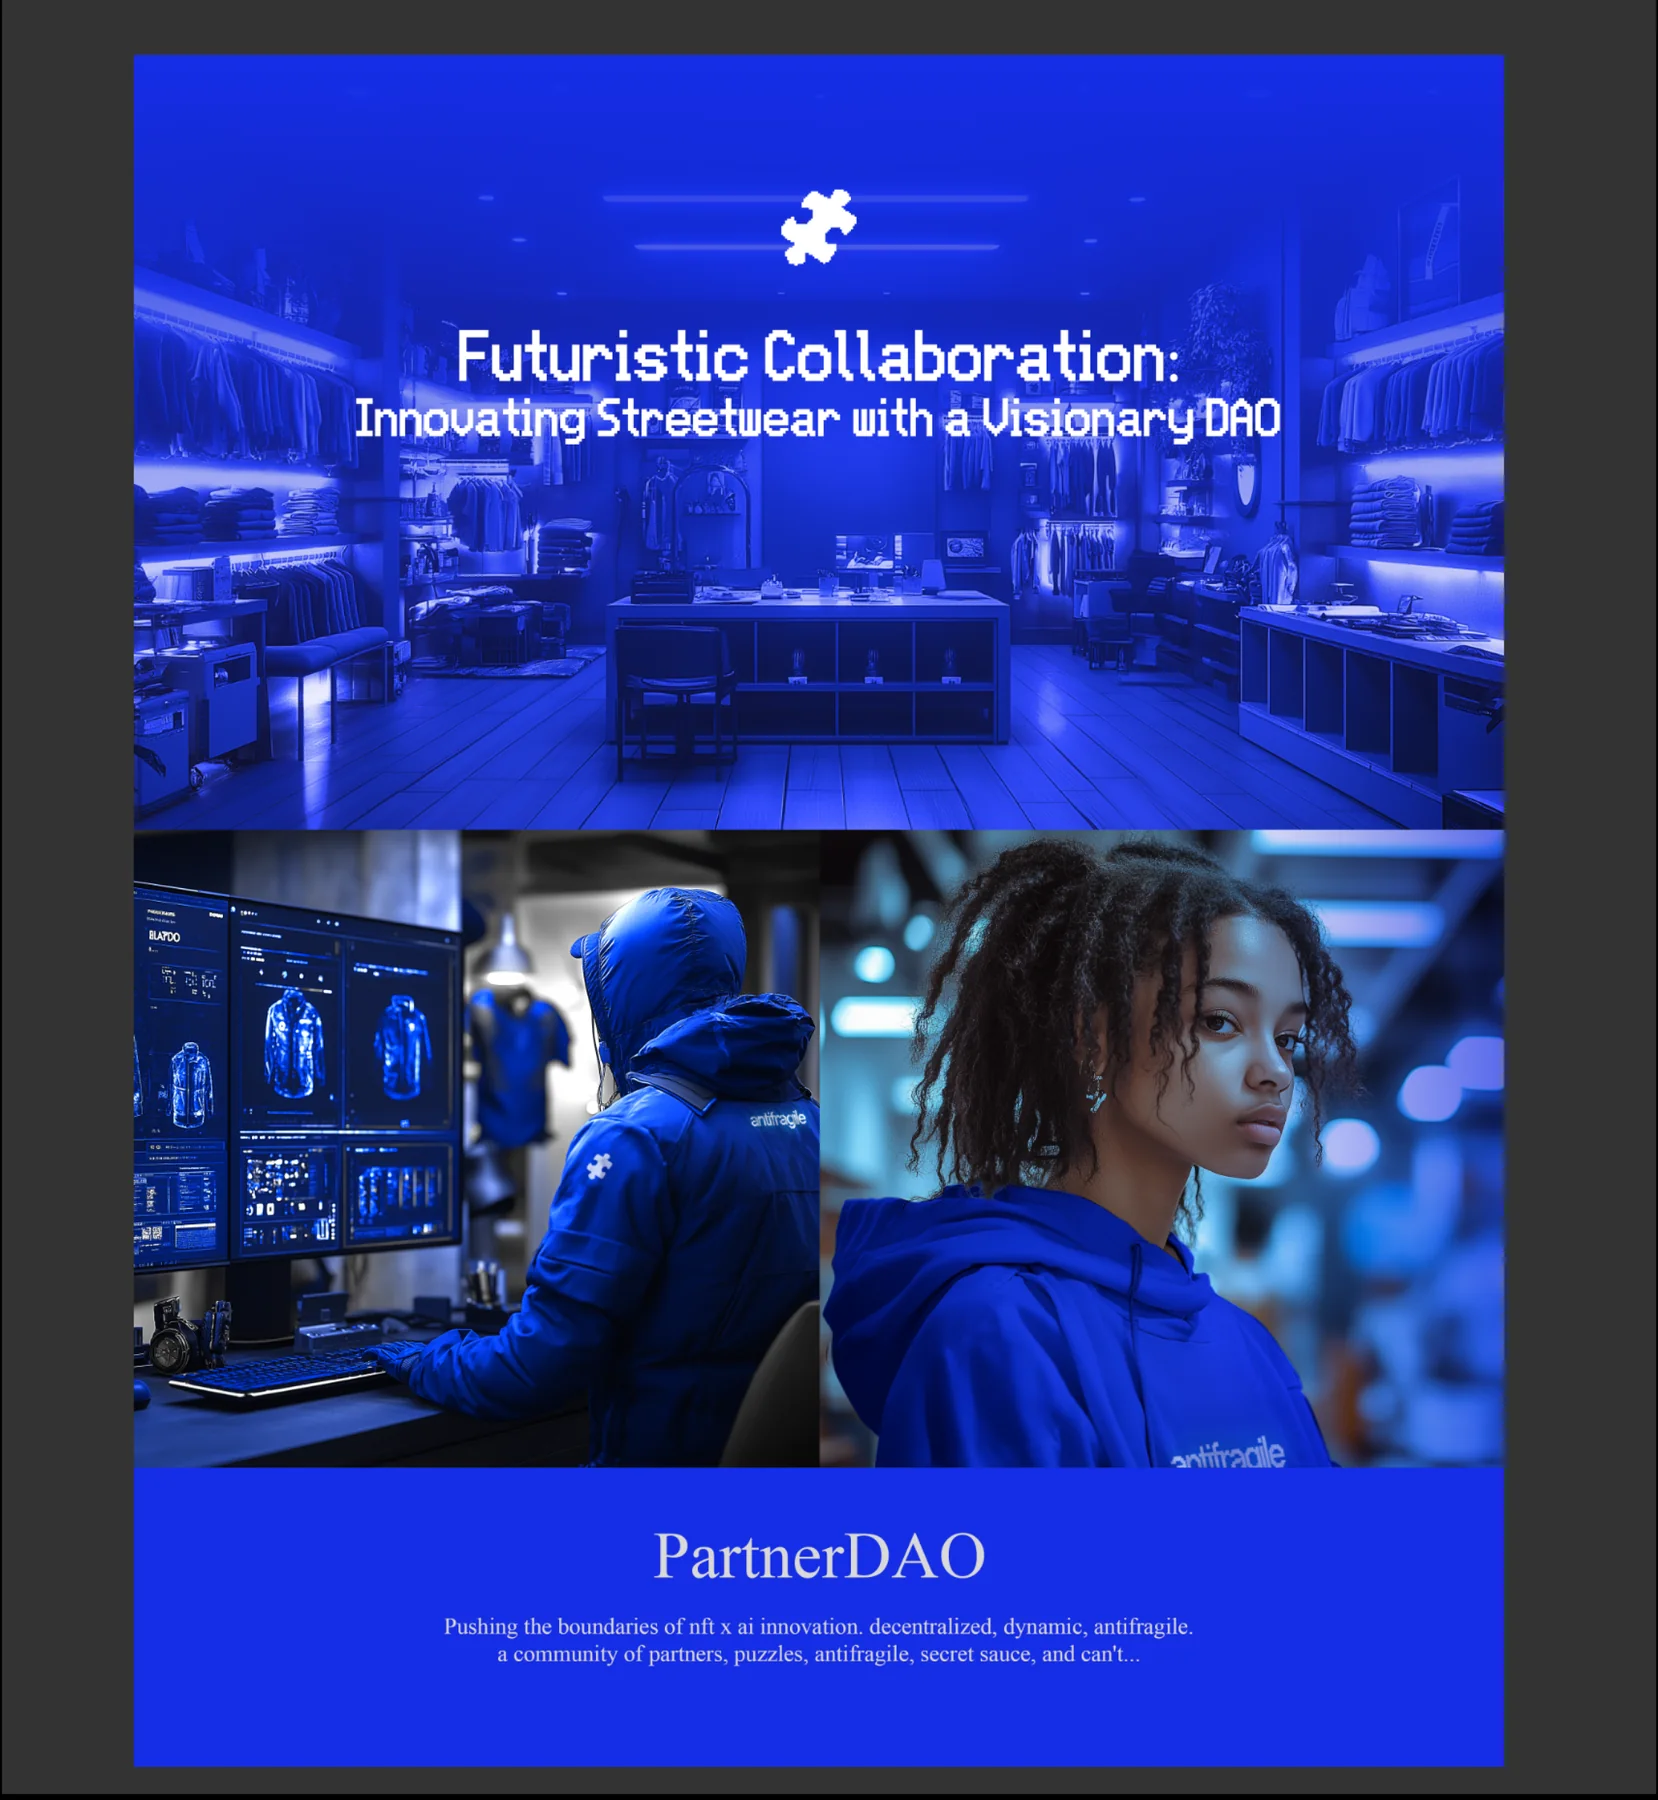 Futuristic Collaboration:
Innovating Streetwear with a Visionary DAO
BLAPDO
antifragile
antifragile
PartnerDAO
Pushing the boundaries of nft x ai innovation. decentralized, dynamic, antifragile.
a community of partners, puzzles, antifragile, secret sauce, and can't...